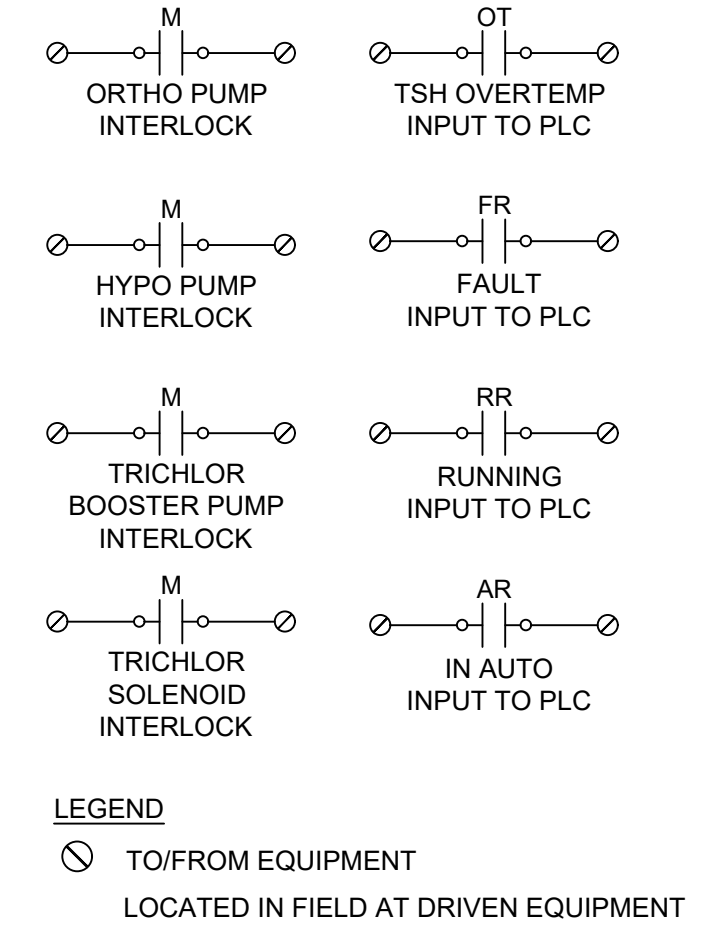 M
ORTHO PUMP
INTERLOCK
OT
TSH OVERTEMP
INPUT TO PLC
M
HYPO PUMP
INTERLOCK
FR
FAULT
INPUT TO PLC
M
TRICHLOR
BOOSTER PUMP
INTERLOCK
RR
RUNNING
INPUT TO PLC
M
TRICHLOR
SOLENOID
INTERLOCK
AR
IN AUTO
INPUT TO PLC
LEGEND
TO/FROM EQUIPMENT
LOCATED IN FIELD AT DRIVEN EQUIPMENT